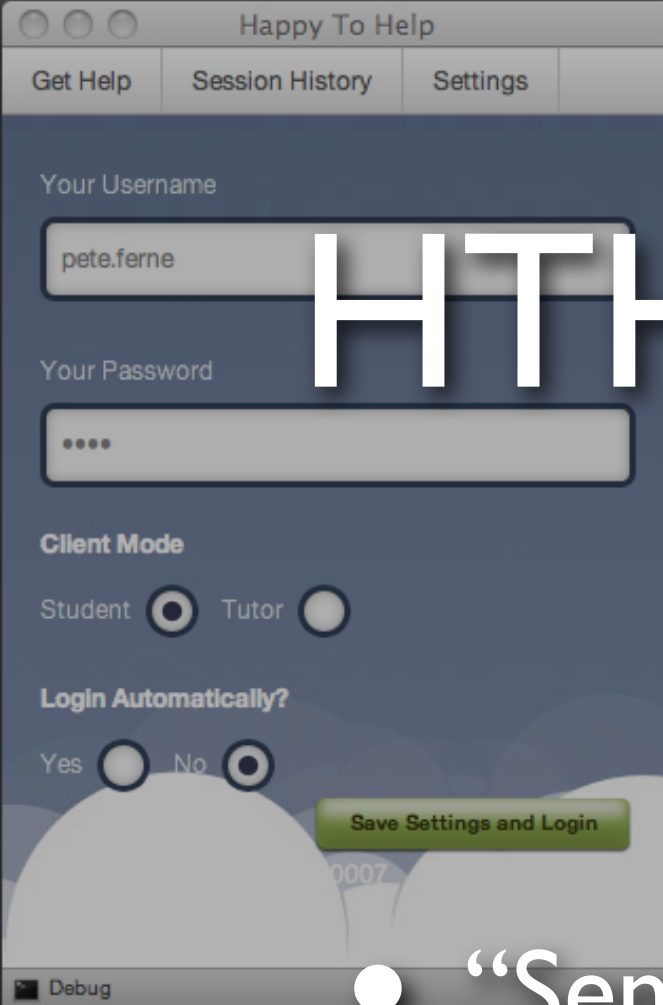 Happy To Help
Get Help Session History Settings
Your Username
pete.ferne
HTH
Your Password
••••
Client Mode
Student Tutor
Login Automatically?
Yes No
Save Settings and Login
0007
Debug
• “Sen